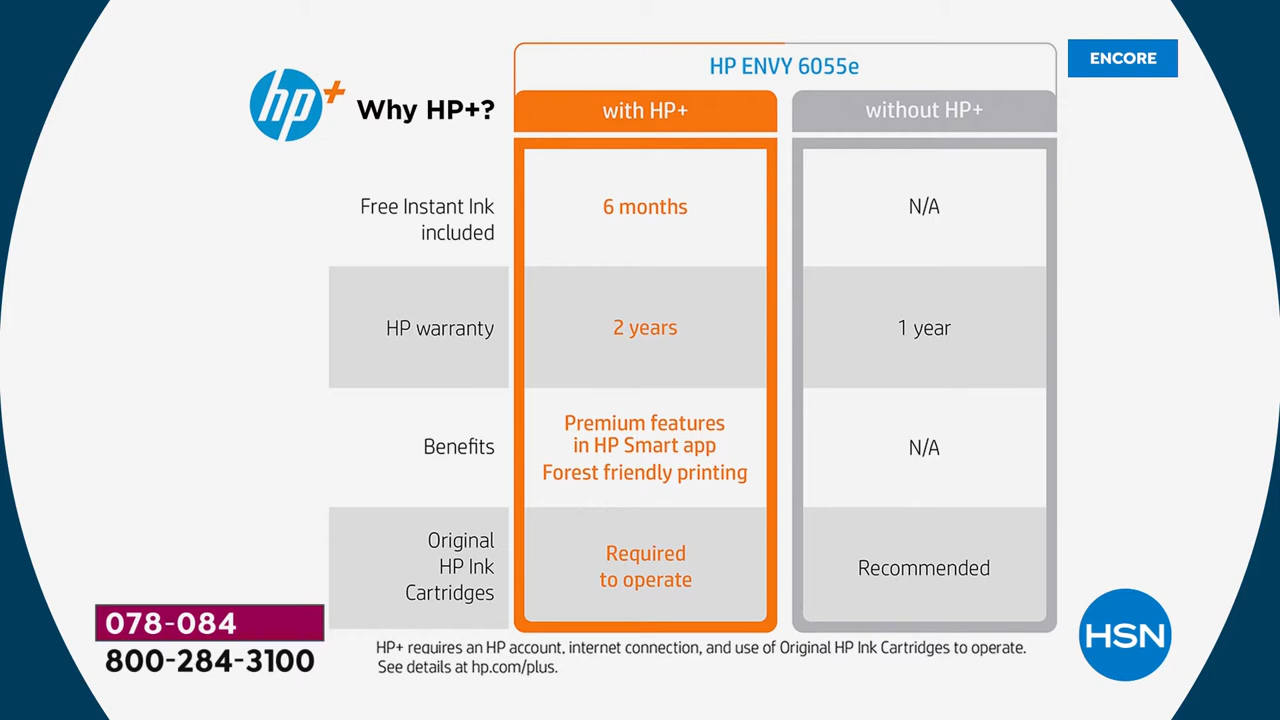 HP ENVY 6055e
ENCORE
hp+
Why HP+?
with HP+
without HP+
Free Instant Ink
included
6 months
N/A
HP warranty
2 years
1 year
Benefits
Premium features
in HP Smart app
Forest friendly printing
N/A
Original
HP Ink
Cartridges
Required
to operate
Recommended
078-084
800-284-3100
HP+ requires an HP account, internet connection, and use of Original HP Ink Cartridges to operate.
See details at hp.com/plus.
HSN